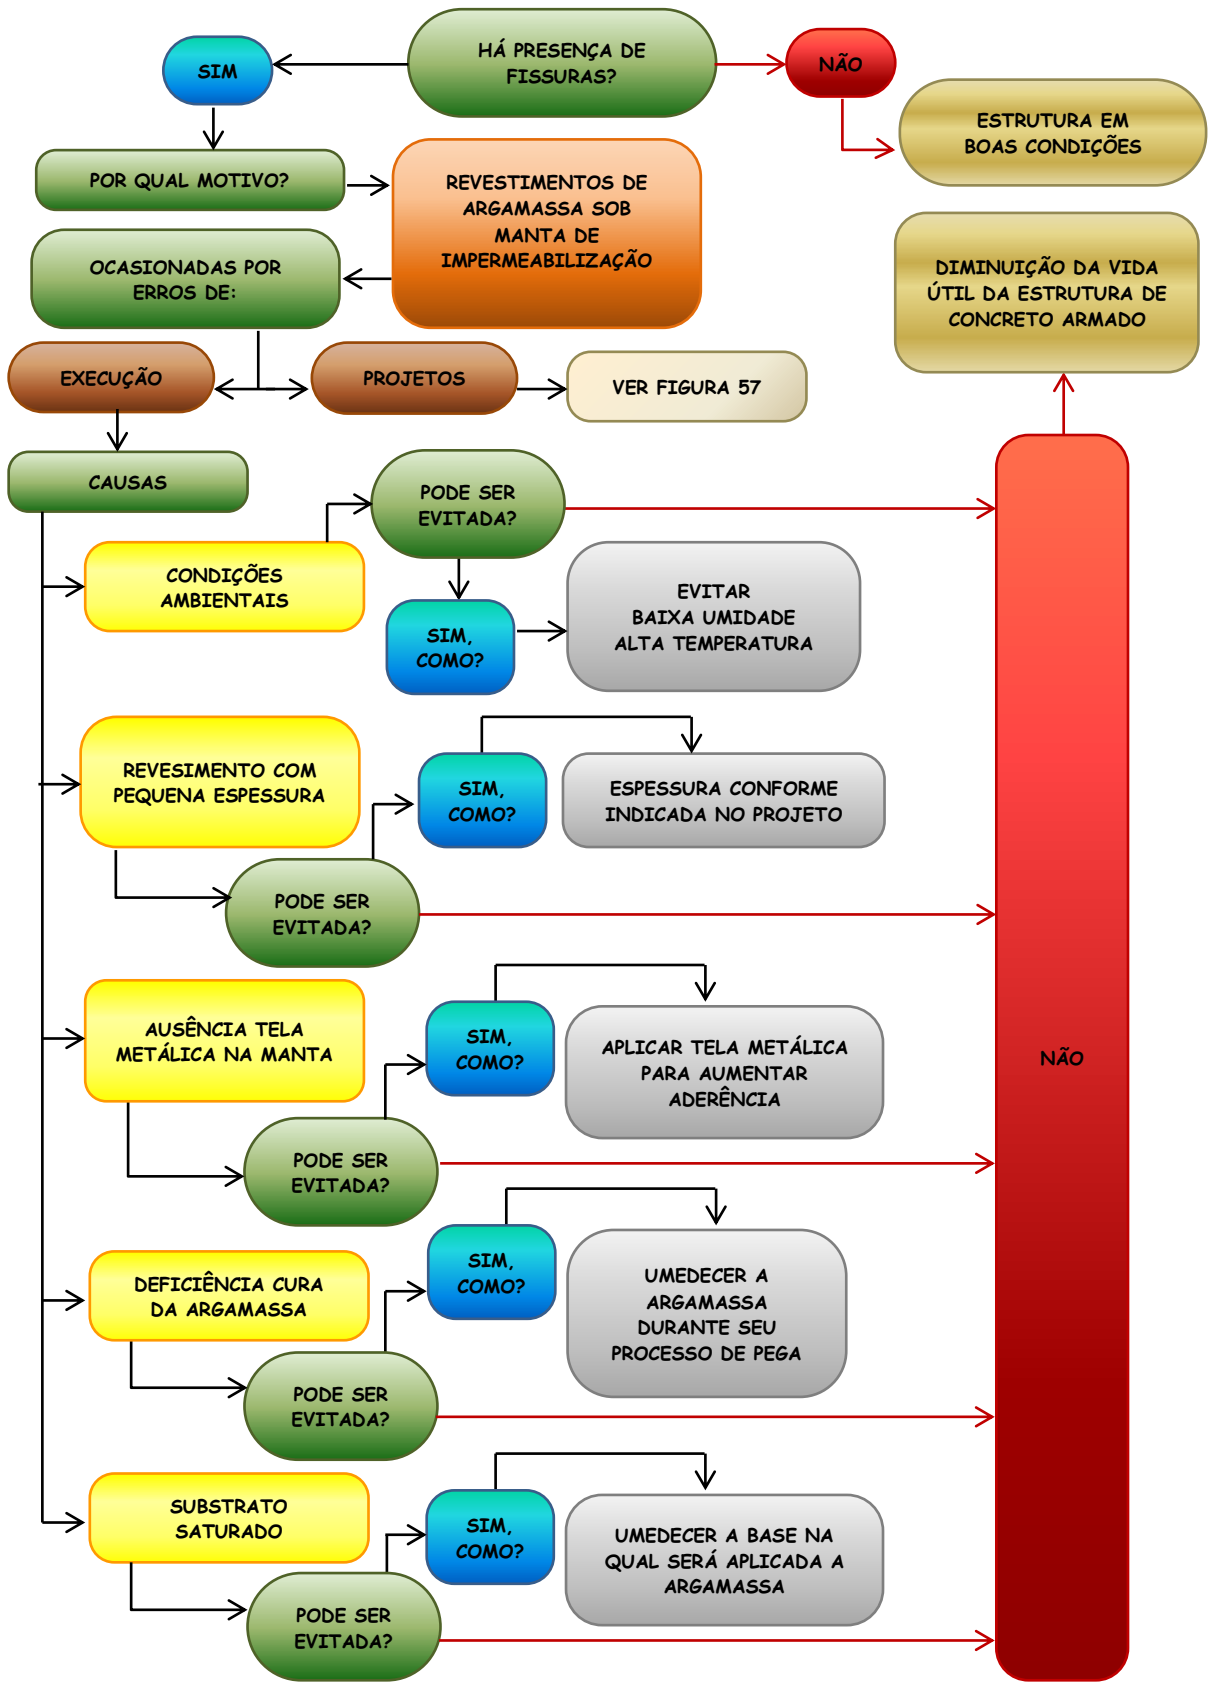 HÁ PRESENÇA DE
FISSURAS?
SIM
NÃO
ESTRUTURA EM
BOAS CONDIÇÕES
POR QUAL MOTIVO?
REVESTIMENTOS DE
ARGAMASSA SOB
MANTA DE
IMPERMEABILIZAÇÃO
OCASIONADAS POR
ERROS DE:
DIMINUIÇÃO DA VIDA
ÚTIL DA ESTRUTURA DE
CONCRETO ARMADO
EXECUÇÃO
PROJETOS
VER FIGURA 57
CAUSAS
PODE SER
EVITADA?
CONDIÇÕES
AMBIENTAIS
SIM,
COMO?
EVITAR
BAIXA UMIDADE
ALTA TEMPERATURA
REVESIMENTO COM
PEQUENA ESPESSURA
SIM,
COMO?
ESPESSURA CONFORME
INDICADA NO PROJETO
PODE SER
EVITADA?
AUSÊNCIA TELA
METÁLICA NA MANTA
SIM,
COMO?
APLICAR TELA METÁLICA
PARA AUMENTAR
ADERÊNCIA
NÃO
PODE SER
EVITADA?
DEFICIÊNCIA CURA
DA ARGAMASSA
SIM,
COMO?
UMEDECER A
ARGAMASSA
DURANTE SEU
PROCESSO DE PEGA
PODE SER
EVITADA?
SUBSTRATO
SATURADO
SIM,
COMO?
UMEDECER A BASE NA
QUAL SERÁ APLICADA A
ARGAMASSA
PODE SER
EVITADA?